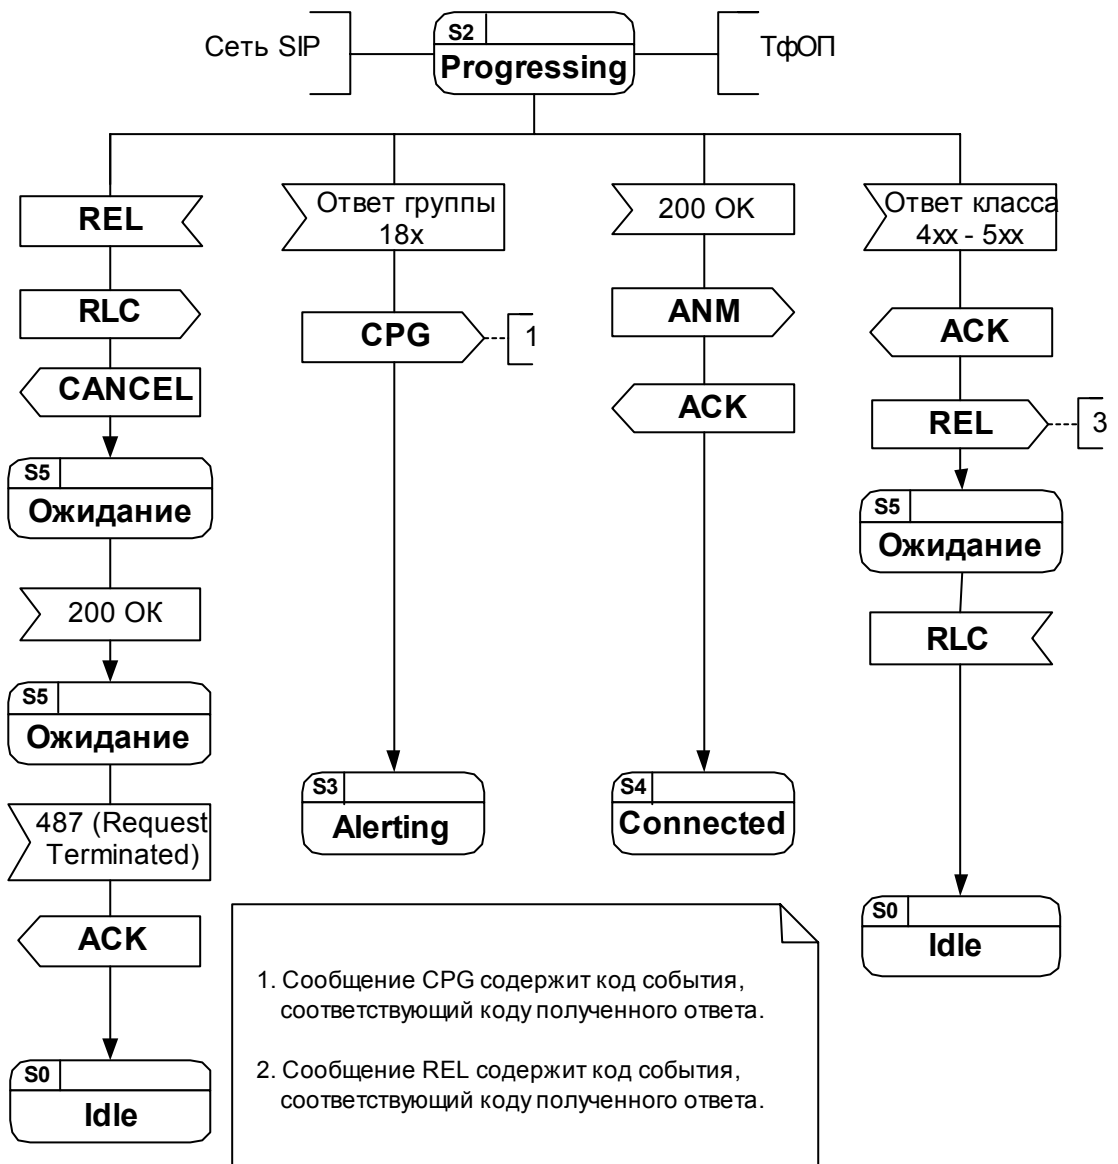 Сеть SIP
S2
Progressing
ТфОП
REL
RLC
CANCEL
S5
Ожидание
200 ОК
S5
Ожидание
487 (Request
Terminated)
ACK
S0
Idle
Ответ группы
18x
CPG
1
S3
Alerting
200 OK
ANM
ACK
S4
Connected
Ответ класса
4xx - 5xx
ACK
REL
3
S5
Ожидание
RLC
S0
Idle
1. Сообщение CPG содержит код события,
соответствующий коду полученного ответа.
2. Сообщение REL содержит код события,
соответствующий коду полученного ответа.